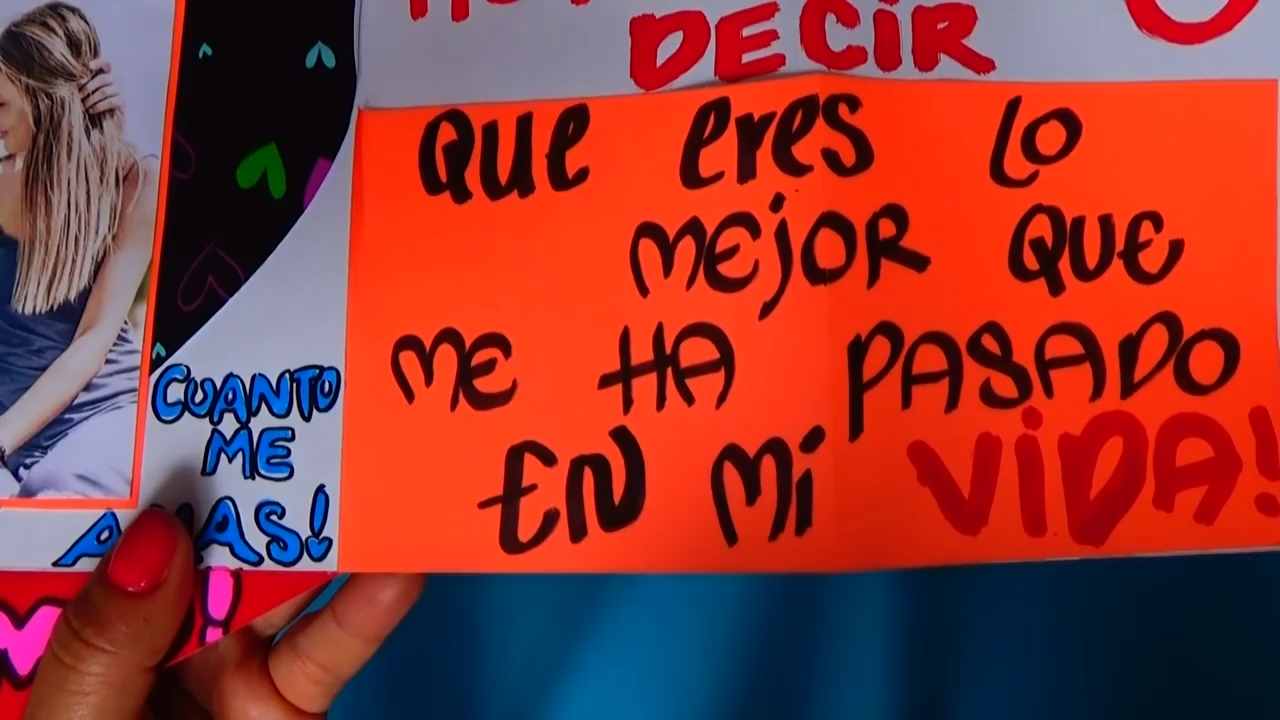 DECIR
Que eres lo
MEJOR QUE
ME HA PASADO
EN Mi ViDA!
CUANTO
ME